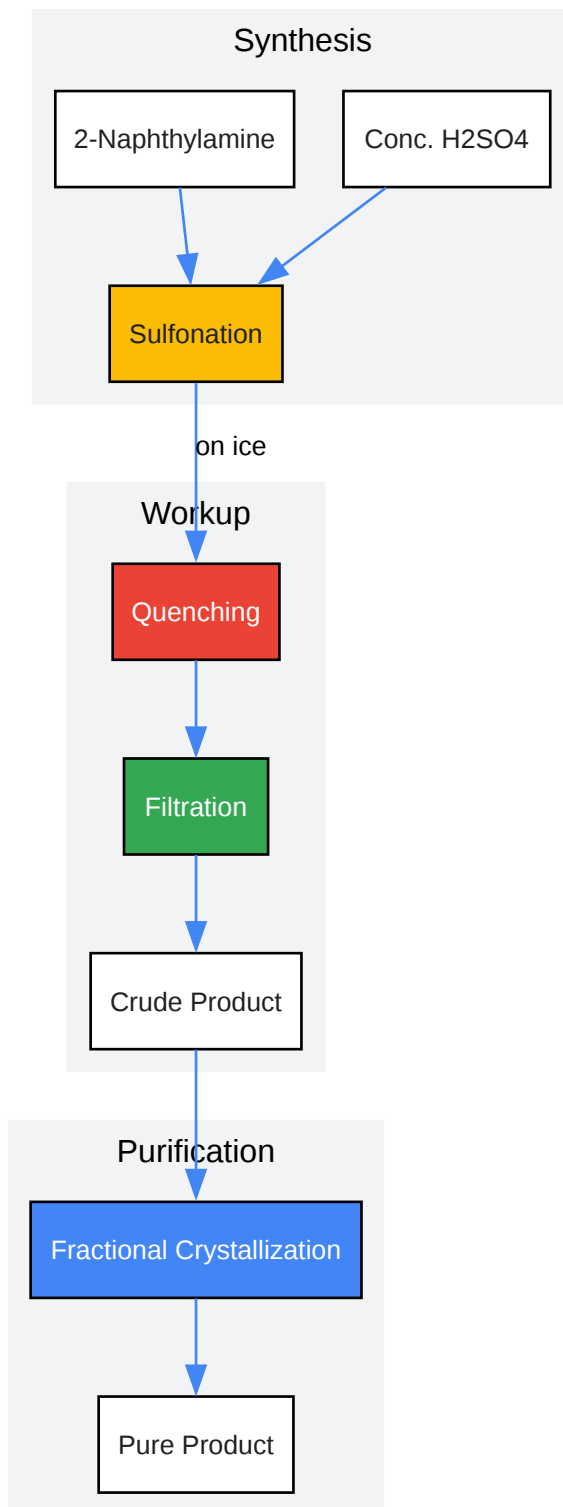 Synthesis
2-Naphthylamine
Conc. H2SO4
Sulfonation
on ice
Workup
Quenching
Filtration
Crude Product
Purification
Fractional Crystallization
Pure Product